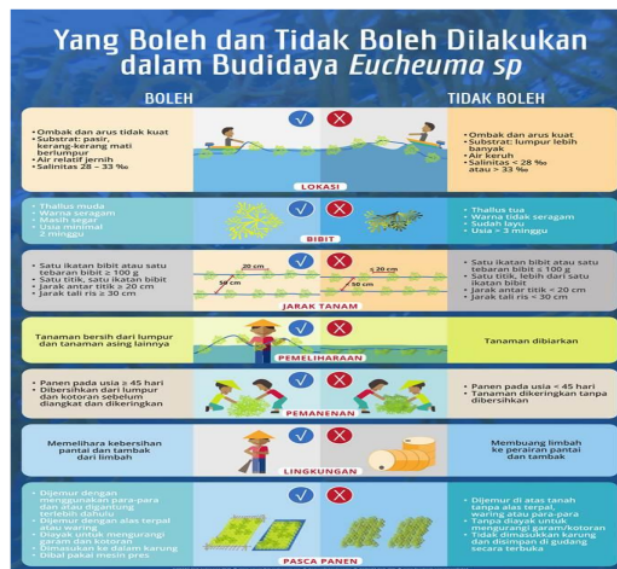 Yang Boleh dan Tidak Boleh Dilakukan
dalam Budidaya Eucheuma sp
BOLEH
TIDAK BOLEH
• Ombak dan arus tidak kuat
• Substrat: pasir,
kerang-kerang mati
berlumpur
• Air relatif jernih
• Salinitas 28 – 33 ‰
• Ombak dan arus kuat
• Substrat: lumpur lebih
banyak
• Air keruh
• Salinitas < 28 ‰
atau > 33 ‰
LOKASI
• Thallus muda
• Warna seragam
• Masih segar
• Usia minimal
2 minggu
• Thallus tua
• Warna tidak seragam
• Sudah layu
• Usia > 3 minggu
BIBIT
• Satu ikatan bibit atau satu
tebaran bibit ≥ 100 g
• Satu titik, satu ikatan bibit
• Jarak antar titik ≥ 20 cm
• Jarak tali ris ≥ 30 cm
20 cm
50 cm
≤ 20 cm
< 50 cm
• Satu ikatan bibit atau satu
tebaran bibit ≤ 100 g
• Satu titik, lebih dari satu
ikatan bibit
• Jarak antar titik < 20 cm
• Jarak tali ris < 30 cm
JARAK TANAM
Tanaman bersih dari lumpur
dan tanaman asing lainnya
Tanaman dibiarkan
PEMELIHARAAN
• Panen pada usia ≥ 45 hari
• Dibersihkan dari lumpur
dan kotoran sebelum
diangkat dan dikeringkan
• Panen pada usia < 45 hari
• Tanaman dikeringkan tanpa
dibersihkan
PEMANENAN
Memelihara kebersihan
pantai dan tambak
dari limbah
Membuang limbah
ke perairan pantai
dan tambak
LINGKUNGAN
• Dijemur dengan
menggunakan para-para
dan atau digantung
terlebih dahulu
• Dijemur dengan alas terpal
atau waring
• Diayak untuk mengurangi
garam dan kotoran
• Dimasukan ke dalam karung
• Dibal pakai mesin pres
• Dijemur di atas tanah
tanpa alas terpal,
waring atau para-para
• Tanpa diayak untuk
mengurangi garam/kotoran
• Tidak dimasukkan karung
dan disimpan di gudang
secara terbuka
PASCA PANEN